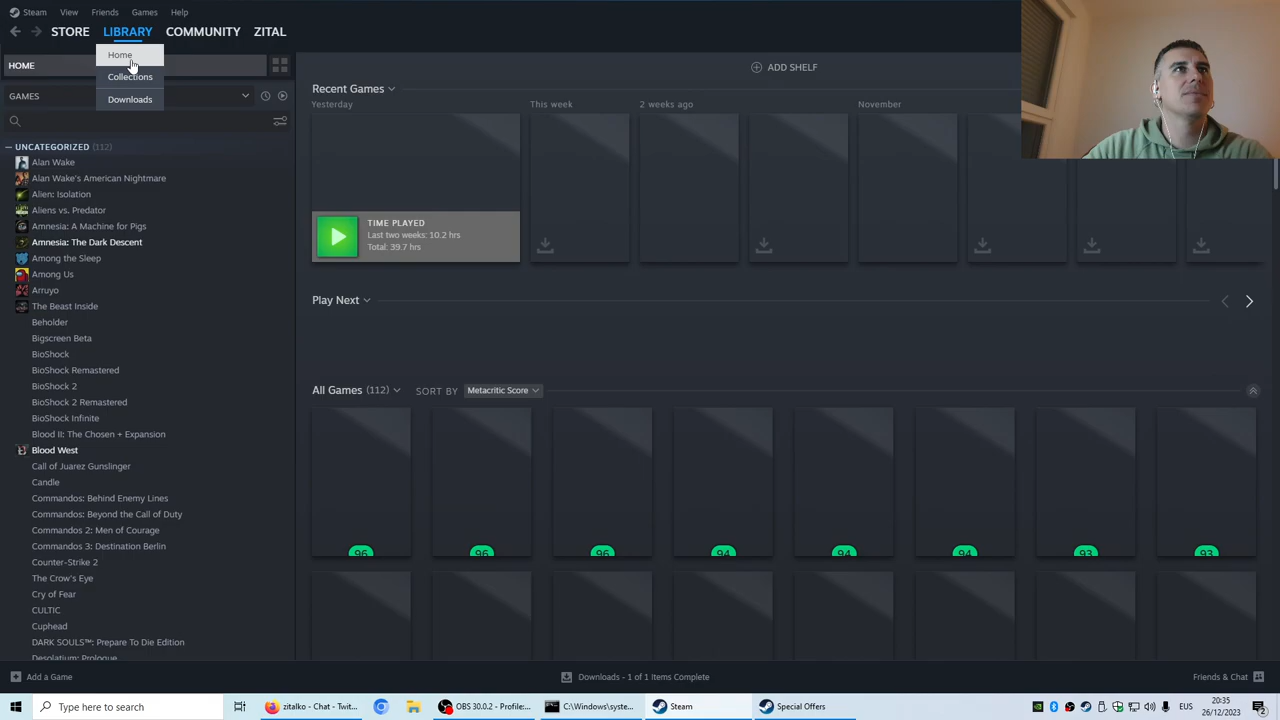 Steam View Friends Games Help
STORE LIBRARY COMMUNITY ZITAL
Home
Collections
Downloads
HOME
GAMES
ADD SHELF
Recent Games
Yesterday This week 2 weeks ago November
TIME PLAYED
Last two weeks: 10.2 hrs
Total: 39.7 hrs
Play Next
All Games (112) SORT BY Metacritic Score
96 96 96 94 94 94 93 93
UNCATEGORIZED (112)
Alan Wake
Alan Wake's American Nightmare
Alien: Isolation
Aliens vs. Predator
Amnesia: A Machine for Pigs
Amnesia: The Dark Descent
Among the Sleep
Among Us
Arruyo
The Beast Inside
Beholder
Bigscreen Beta
BioShock
BioShock Remastered
BioShock 2
BioShock 2 Remastered
BioShock Infinite
Blood II: The Chosen + Expansion
Blood West
Call of Juarez Gunslinger
Candle
Commandos: Behind Enemy Lines
Commandos: Beyond the Call of Duty
Commandos 2: Men of Courage
Commandos 3: Destination Berlin
Counter-Strike 2
The Crow's Eye
Cry of Fear
CULTIC
Cuphead
DARK SOULS™: Prepare To Die Edition
Desolatium: Prologue
Add a Game
Downloads - 1 of 1 Items Complete
Friends & Chat
Type here to search
zitalko - Chat - Twit...
OBS 30.0.2 - Profile:...
C:\Windows\syste...
Steam
Special Offers
EUS
20:35
26/12/2023
2